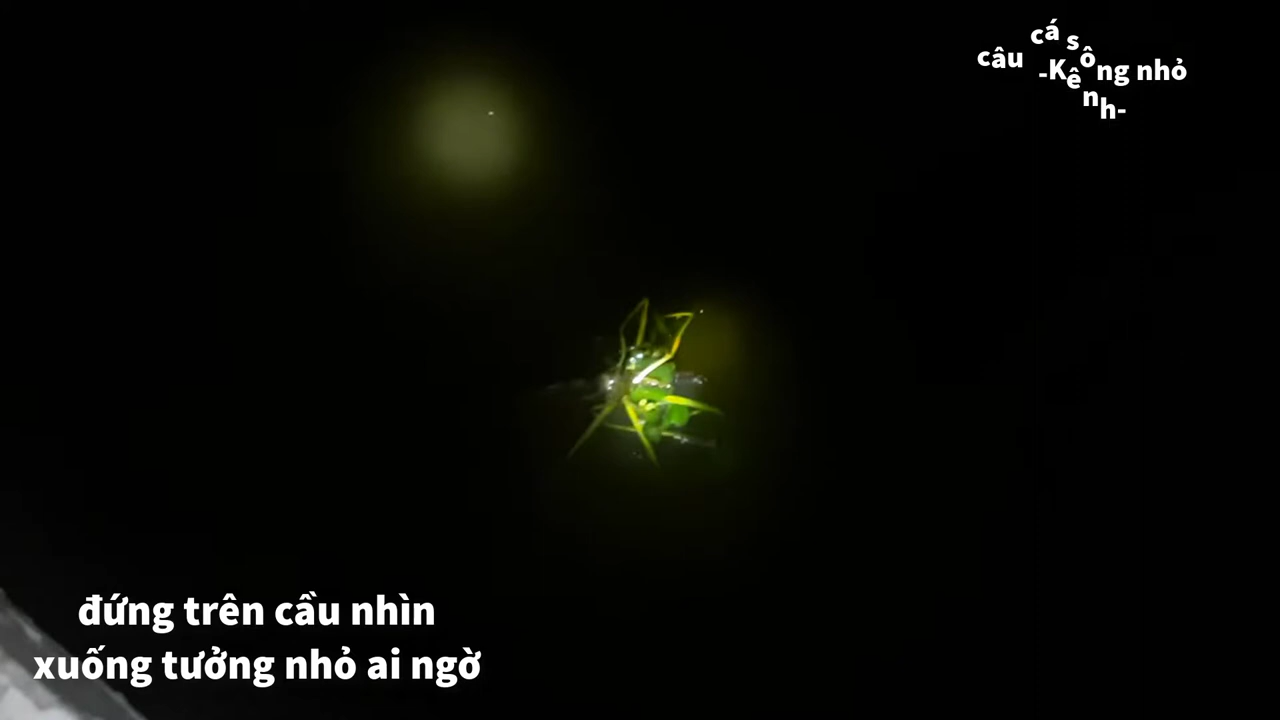 câu cá sông nhỏ
-Kênh-
đứng trên cầu nhìn
xuống tưởng nhỏ ai ngờ